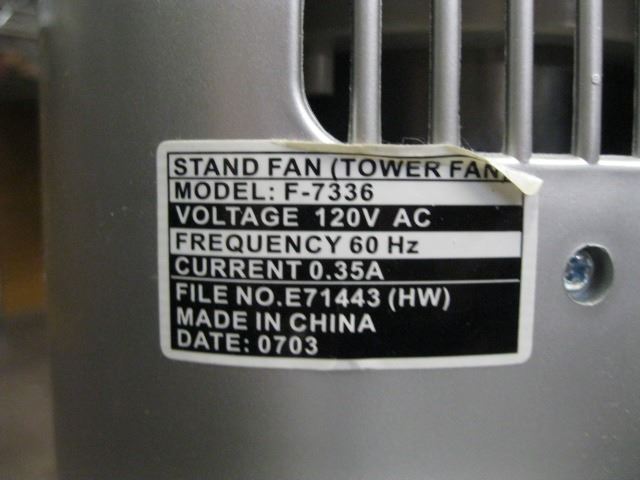 STAND FAN (TOWER FAN)
MODEL: F-7336
VOLTAGE 120V AC
FREQUENCY 60 Hz
CURRENT 0.35A
FILE NO.E71443 (HW)
MADE IN CHINA
DATE: 0703